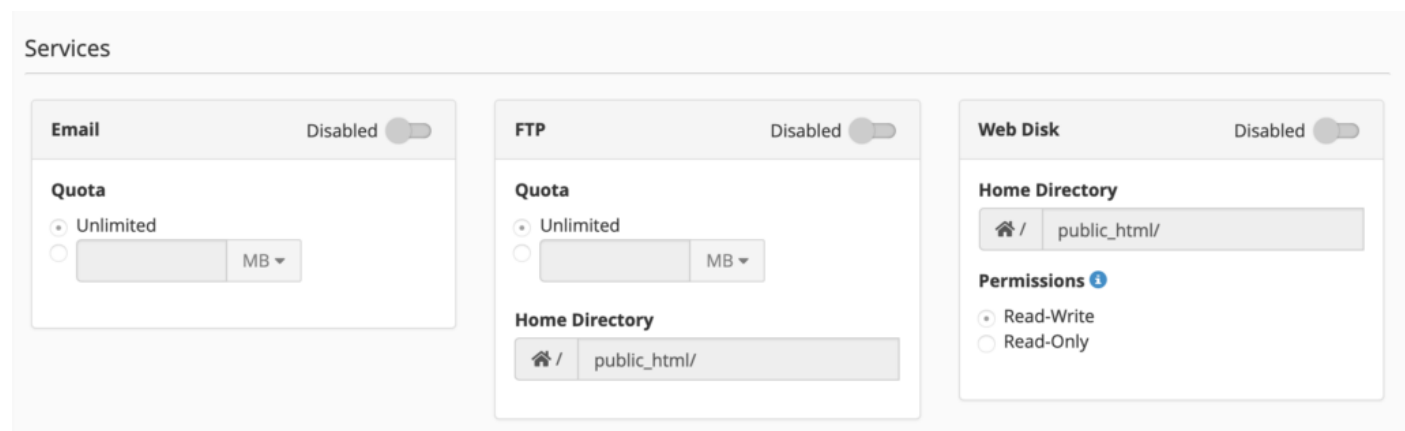 Services
Email Disabled
Quota
Unlimited
MB
FTP Disabled
Quota
Unlimited
MB
Home Directory
/ public_html/
Web Disk Disabled
Home Directory
/ public_html/
Permissions
Read-Write
Read-Only